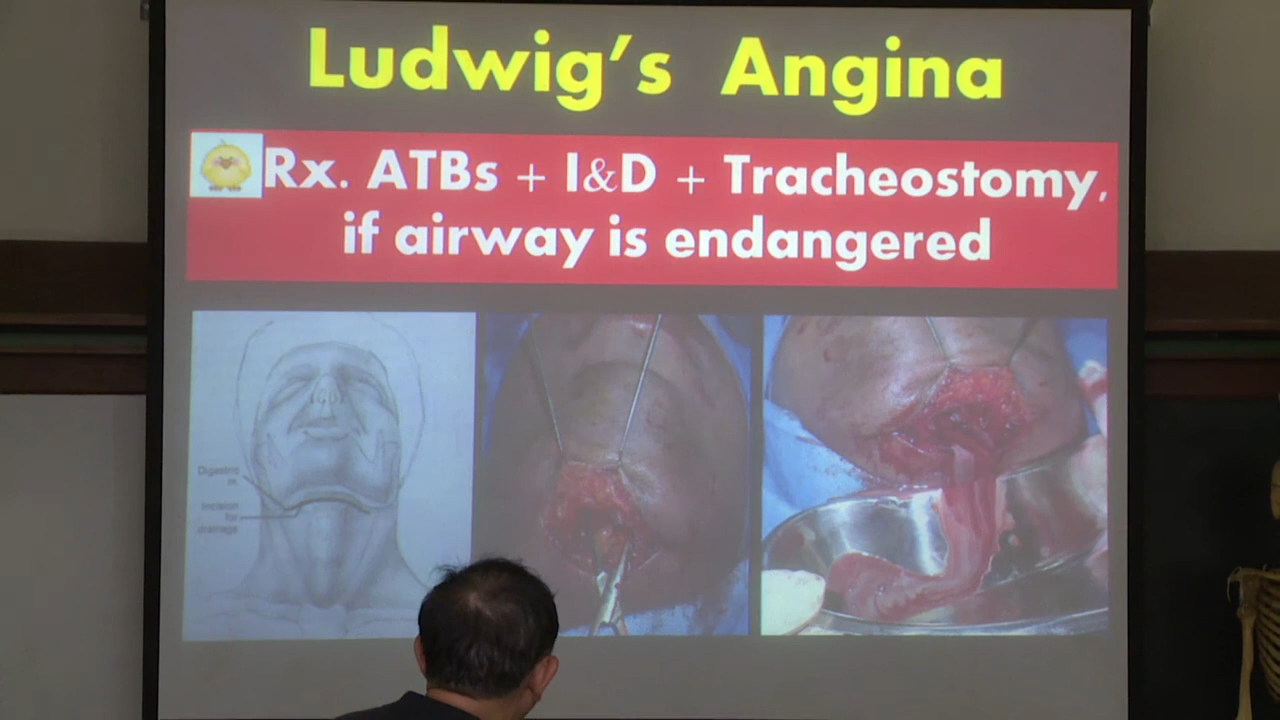 Ludwig's Angina
Rx. ATBs + I&D + Tracheostomy,
if airway is endangered
Digastric
m.
Incision
for
drainage